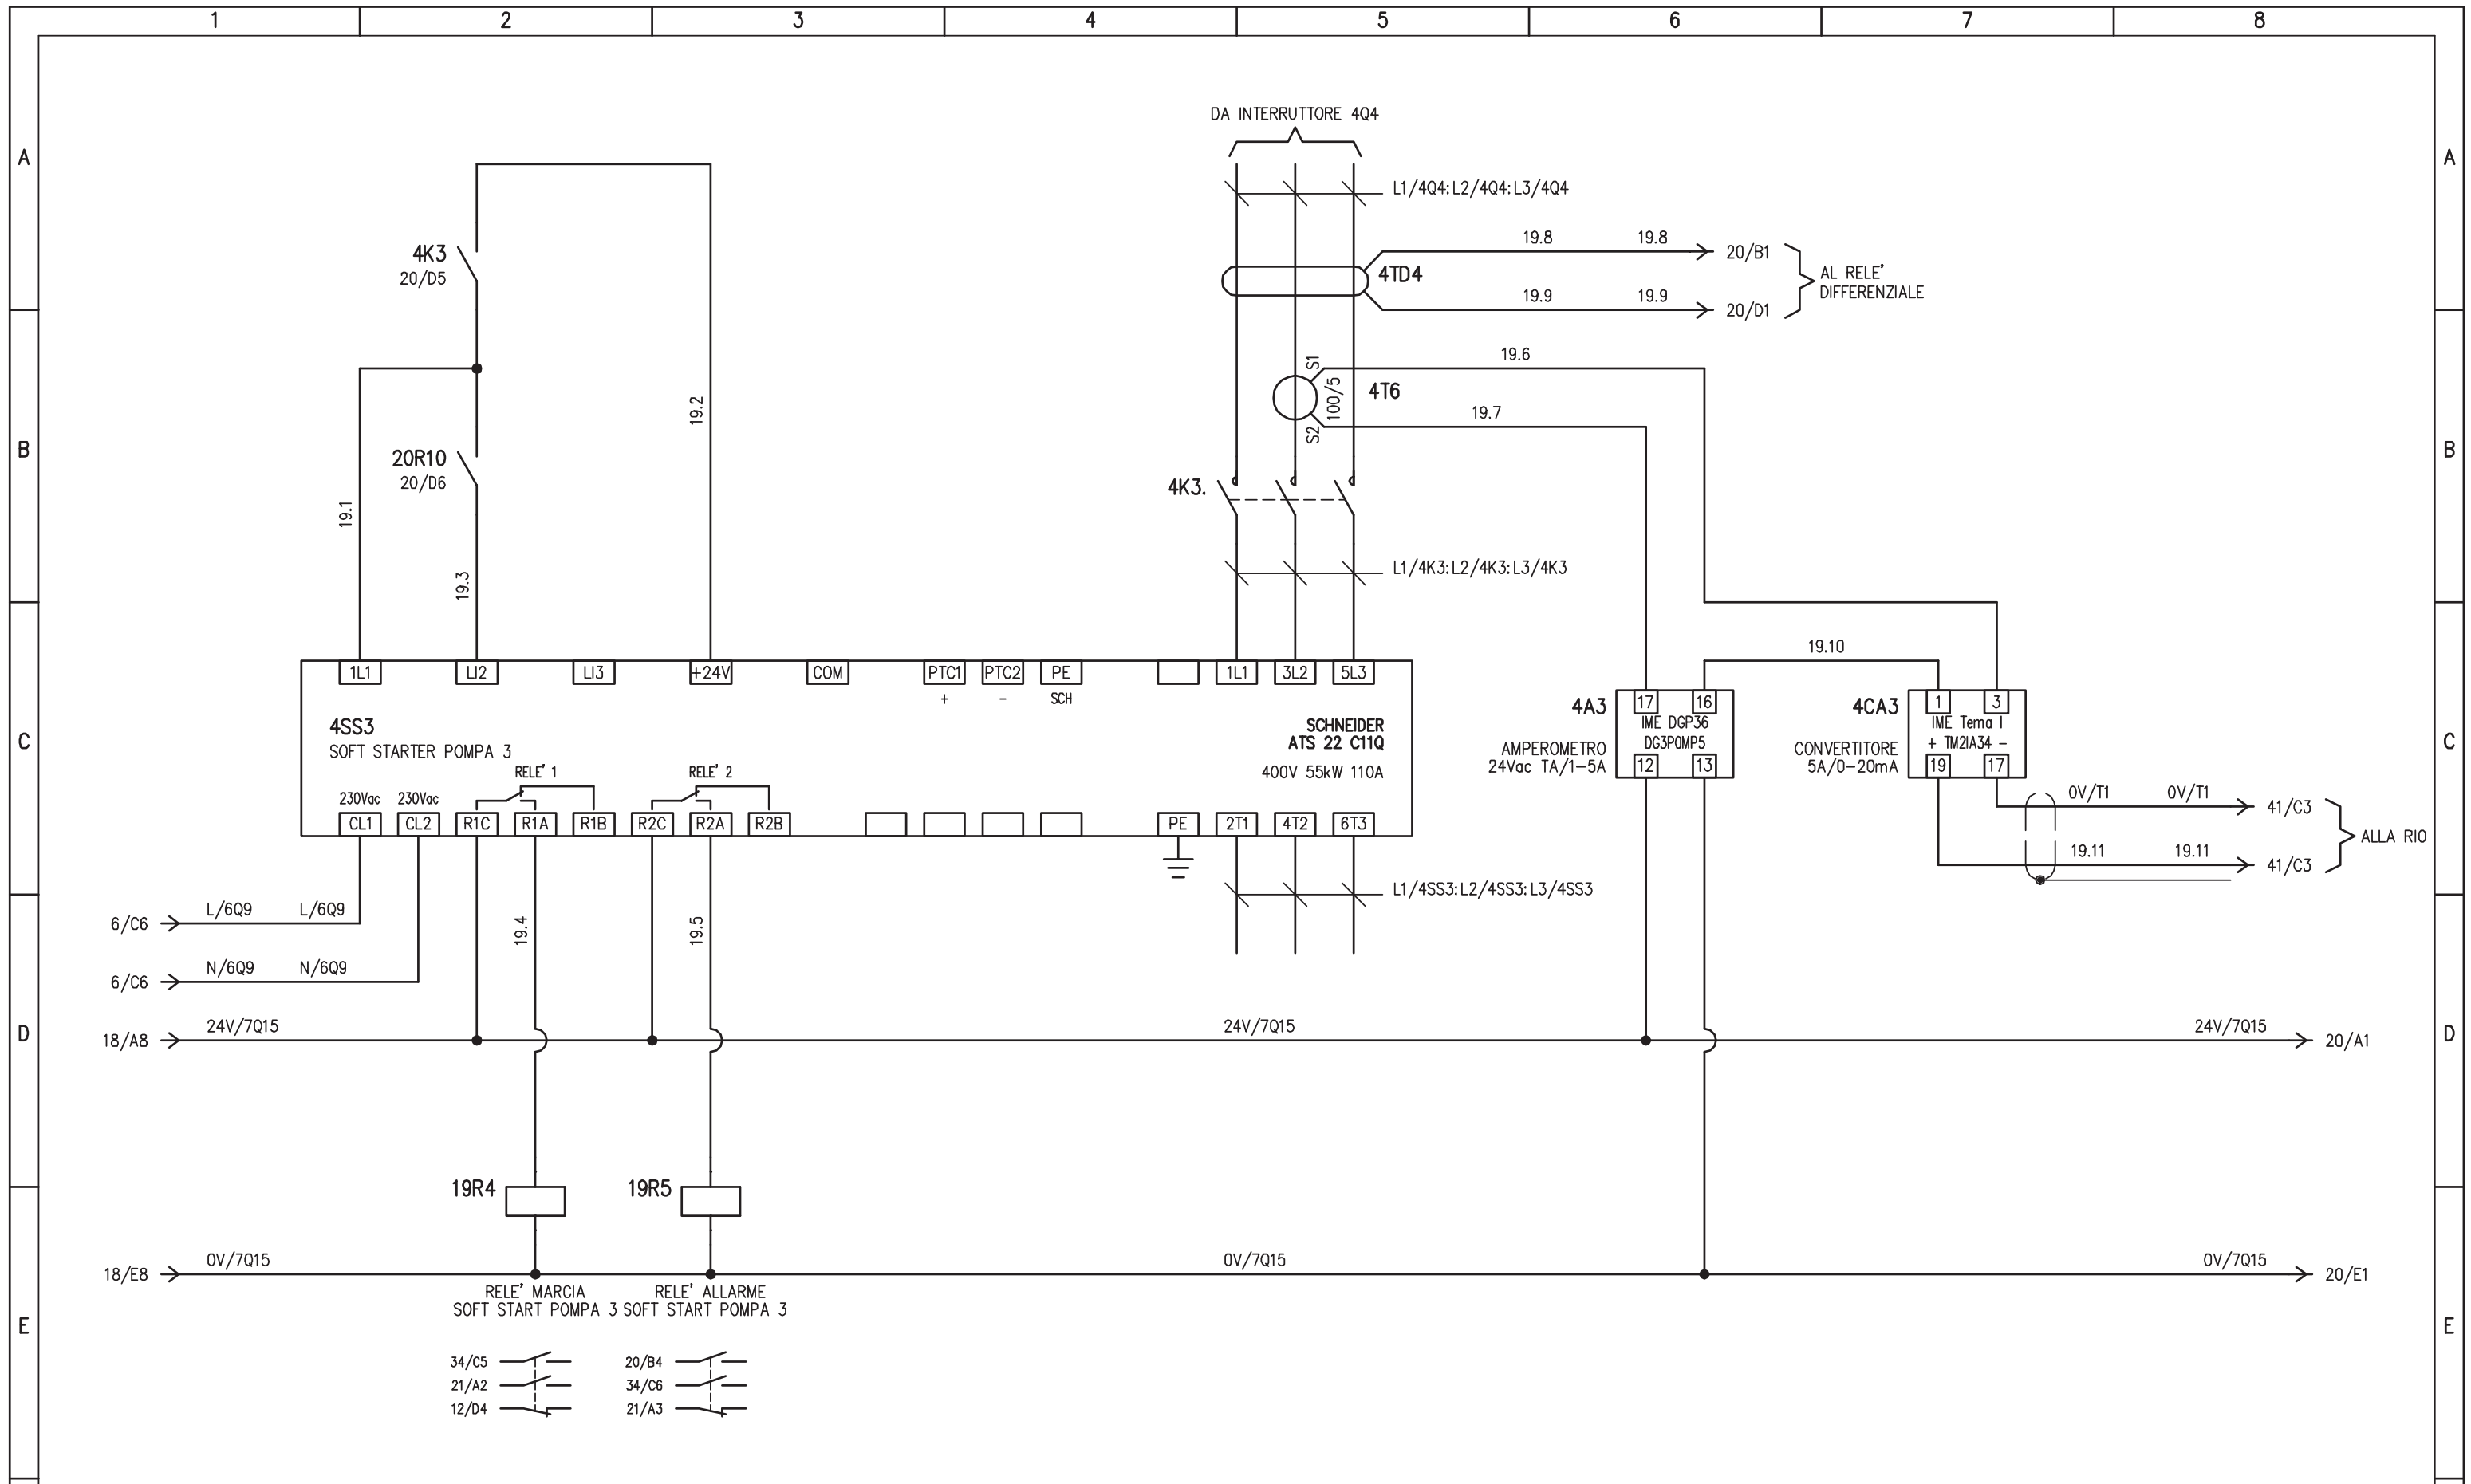 1 2 3 4 5 6 7 8
DA INTERRUTTORE 4Q4
A A
L1/4Q4:L2/4Q4:L3/4Q4
4K3
20/D5
19.8 19.8 20/B1
4TD4
AL RELE'
DIFFERENZIALE
19.9 19.9 20/D1
19.6
S1
100/5
4T6
19.7
S2
19.2
B B
20R10
20/D6
4K3.
19.1
19.3
L1/4K3:L2/4K3:L3/4K3
19.10
1L1 LI2 LI3 +24V COM PTC1 PTC2 PE 1L1 3L2 5L3
+ - SCH
4SS3
SOFT STARTER POMPA 3
SCHNEIDER
ATS 22 C11Q
400V 55kW 110A
4A3
17 16
IME DGP36
DG3POMP5
AMPEROMETRO
24Vac TA/1-5A
12 13
4CA3
1 3
IME Tema I
+ TM2IA34 -
CONVERTITORE
5A/0-20mA
19 17
C C
RELE' 1 RELE' 2
230Vac 230Vac
CL1 CL2 R1C R1A R1B R2C R2A R2B PE 2T1 4T2 6T3
0V/T1 0V/T1 41/C3
ALLA RIO
19.11 19.11 41/C3
L1/4SS3:L2/4SS3:L3/4SS3
6/C6 L/6Q9 L/6Q9
19.4
19.5
6/C6 N/6Q9 N/6Q9
D D
18/A8 24V/7Q15 24V/7Q15 24V/7Q15 20/A1
19R4 19R5
18/E8 0V/7Q15 0V/7Q15 0V/7Q15 20/E1
RELE' MARCIA
SOFT START POMPA 3
RELE' ALLARME
SOFT START POMPA 3
E E
34/C5
21/A2
12/D4
20/B4
34/C6
21/A3